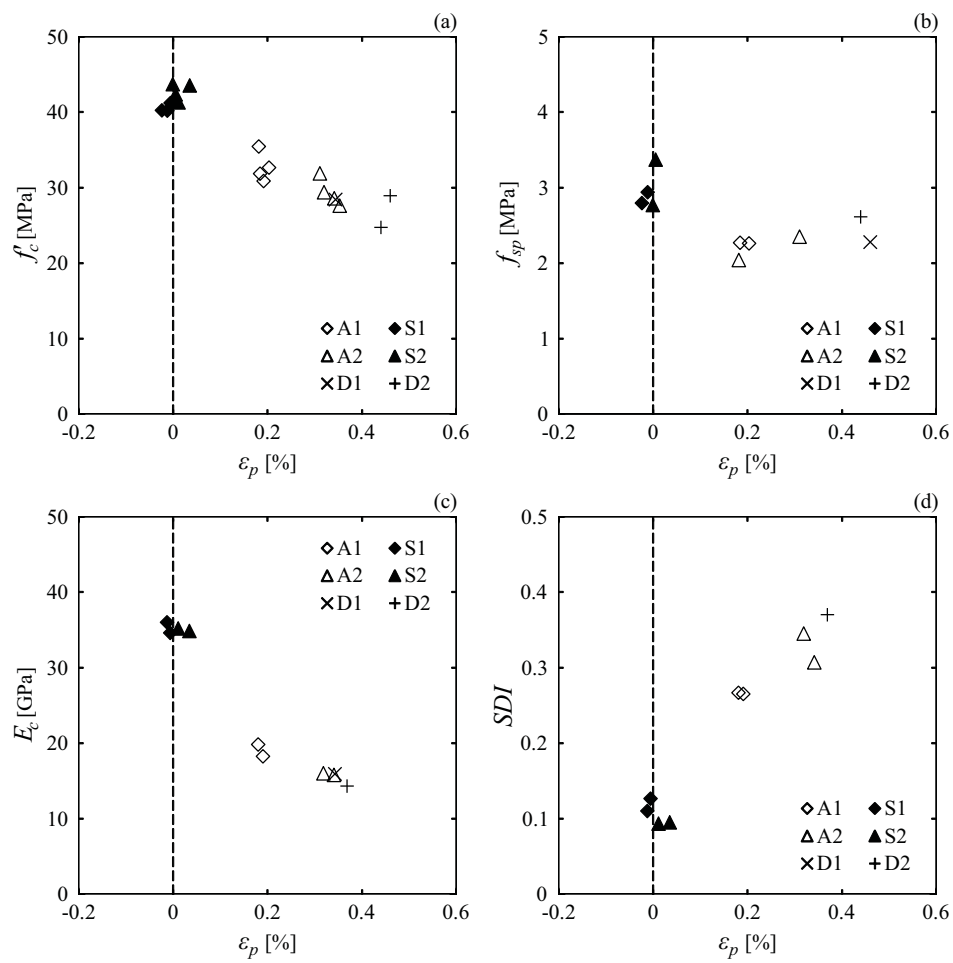 (a)
50
40
30
20
10
0
f'c [MPa]
A1 S1
A2 S2
D1 D2
-0.2 0 0.2 0.4 0.6
εp [%]
(b)
5
4
3
2
1
0
fsp [MPa]
A1 S1
A2 S2
D1 D2
-0.2 0 0.2 0.4 0.6
εp [%]
(c)
50
40
30
20
10
0
Ec [GPa]
A1 S1
A2 S2
D1 D2
-0.2 0 0.2 0.4 0.6
εp [%]
(d)
0.5
0.4
0.3
0.2
0.1
0
SDI
A1 S1
A2 S2
D1 D2
-0.2 0 0.2 0.4 0.6
εp [%]